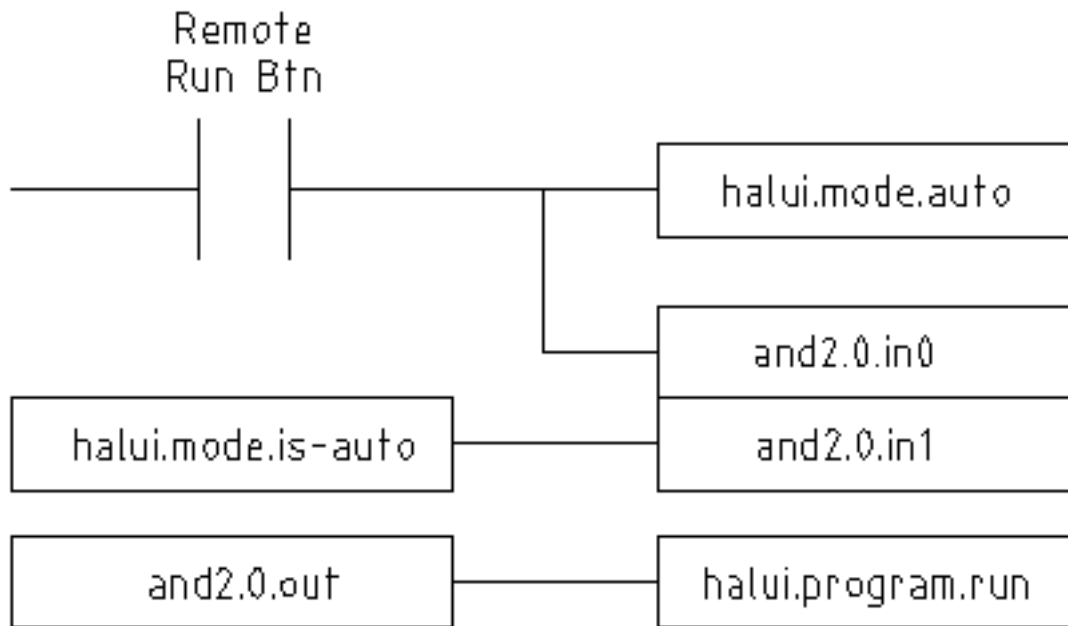 Remote
Run Btn
halui.mode.auto
and2.0.in0
halui.mode.is-auto
and2.0.in1
and2.0.out
halui.program.run